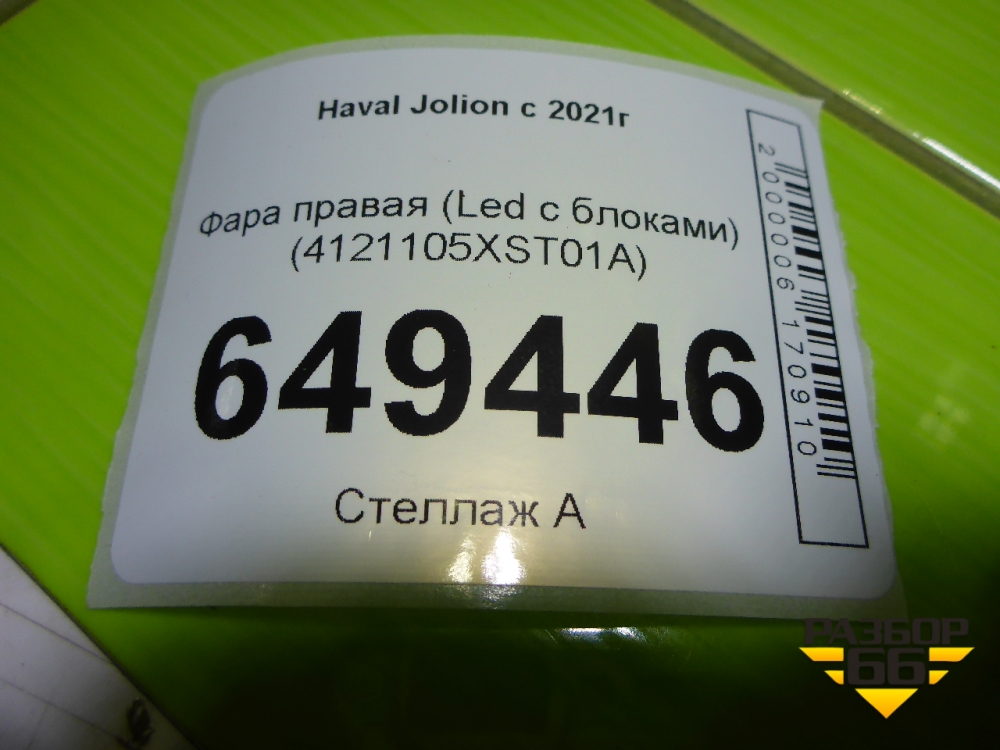 Haval Jolion с 2021г
Фара правая (Led с блоками)
(4121105XST01A)
649446
Стеллаж А
2000006170910
РАЗБОР
66